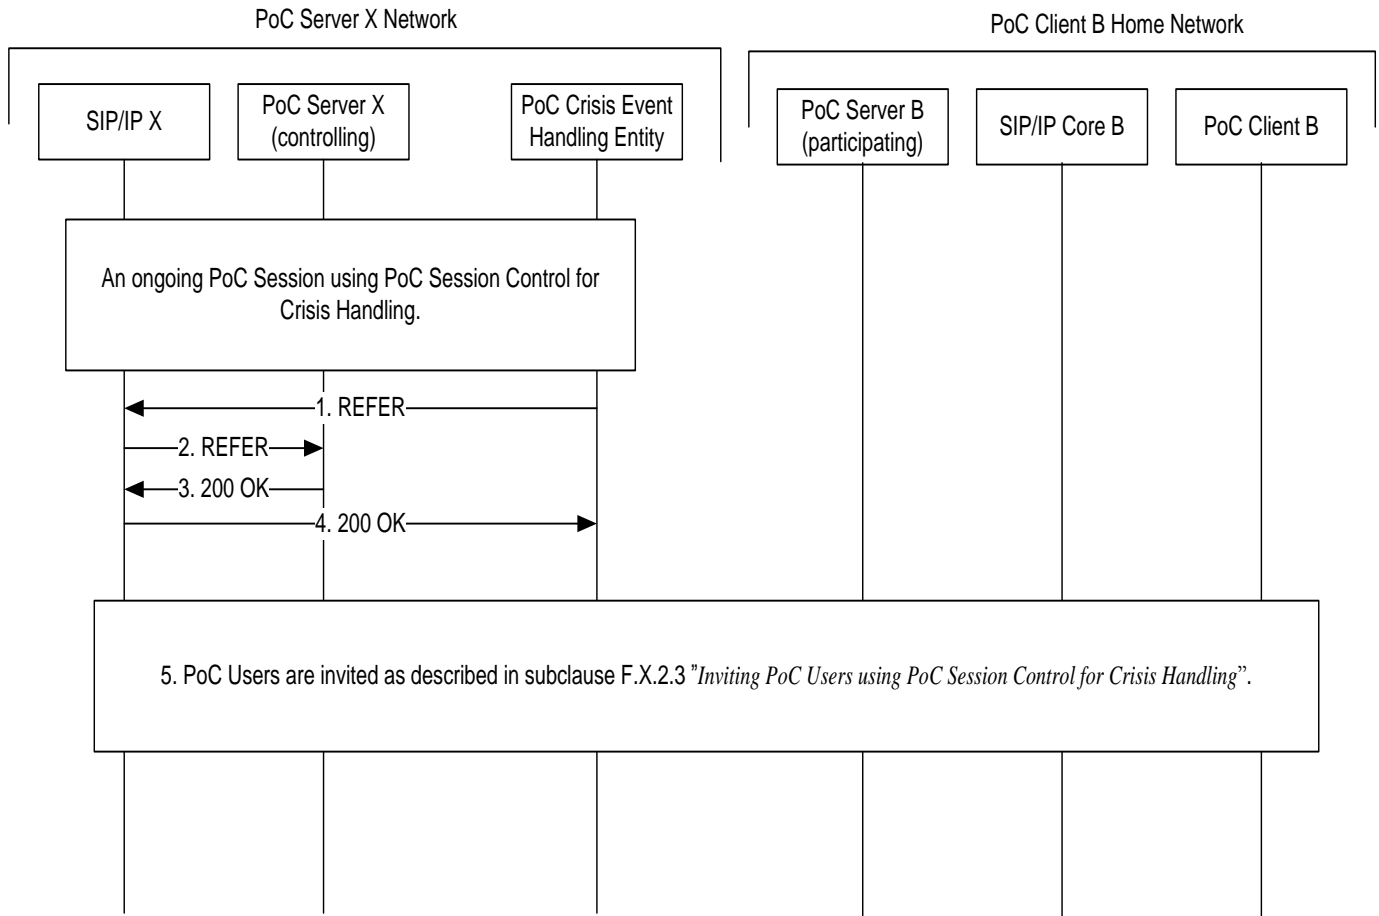 PoC Server X Network
PoC Client B Home Network
SIP/IP X
PoC Server X
(controlling)
PoC Crisis Event
Handling Entity
PoC Server B
(participating)
SIP/IP Core B
PoC Client B
An ongoing PoC Session using PoC Session Control for
Crisis Handling.
1. REFER
2. REFER
3. 200 OK
4. 200 OK
5. PoC Users are invited as described in subclause F.X.2.3 ”Inviting PoC Users using PoC Session Control for Crisis Handling”.